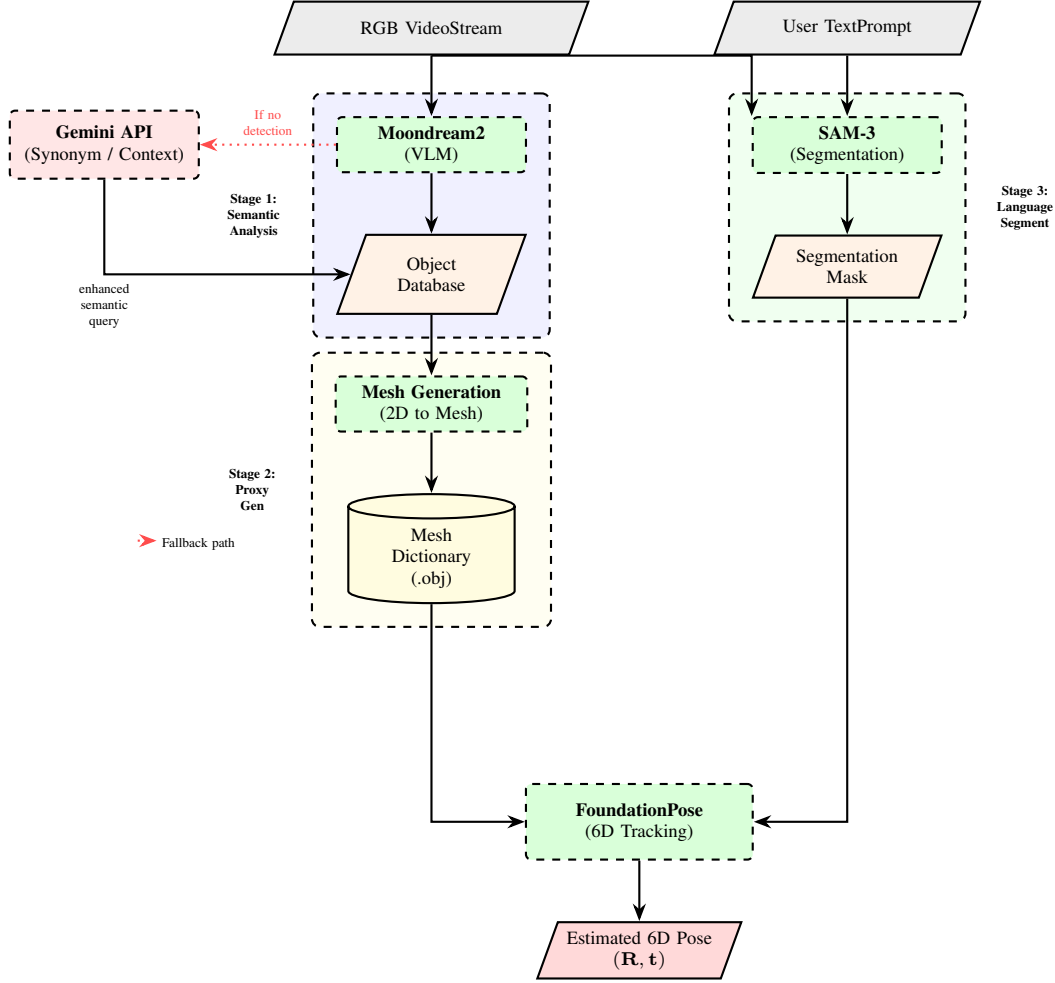 RGB VideoStream
User TextPrompt
If no
detection
Gemini API
(Synonym / Context)
Moondream2
(VLM)
SAM-3
(Segmentation)
Stage 1:
Semantic
Analysis
Stage 3:
Language
Segment
Object
Database
Segmentation
Mask
enhanced
semantic
query
Mesh Generation
(2D to Mesh)
Stage 2:
Proxy
Gen
Mesh
Dictionary
(.obj)
Fallback path
FoundationPose
(6D Tracking)
Estimated 6D Pose
(R, t)